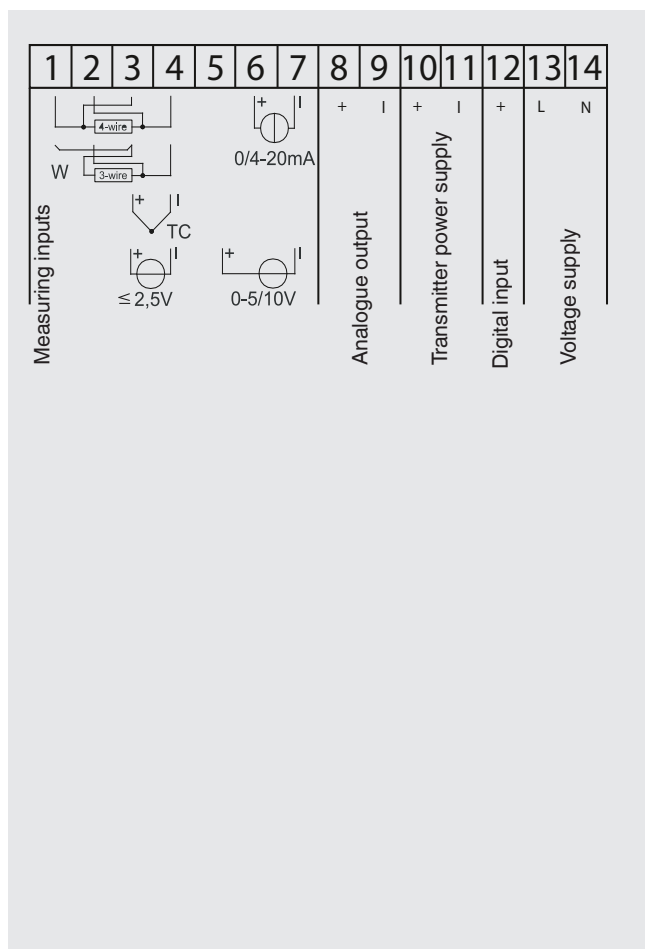 1 2 3 4 5 6 7 8 9 10 11 12 13 14
+ I + I + I + L N
4-wire
0/4-20mA
W 3-wire
+ I
TC
+ I + I
≤ 2,5V 0-5/10V
Measuring inputs
Analogue output
Transmitter power supply
Digital input
Voltage supply